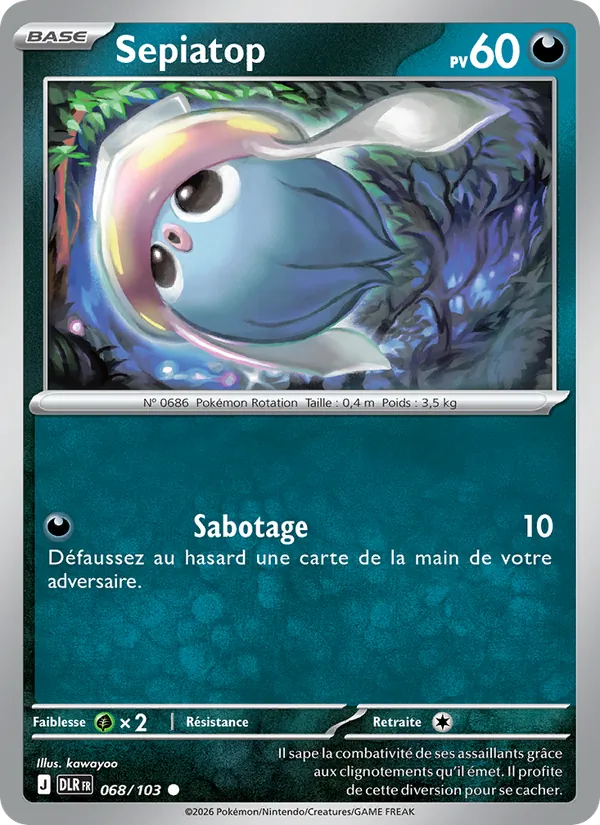 BASE
Sepiatop
PV 60
N° 0686 Pokémon Rotation Taille : 0,4 m Poids : 3,5 kg
Sabotage 10
Défaussez au hasard une carte de la main de votre
adversaire.
Faiblesse × 2 Résistance Retraite
Illus. kawayoo
Il sape la combativité de ses assaillants grâce
aux clignotements qu'il émet. Il profite
de cette diversion pour se cacher.
J DLR FR 068/103
©2026 Pokémon/Nintendo/Creatures/GAME FREAK